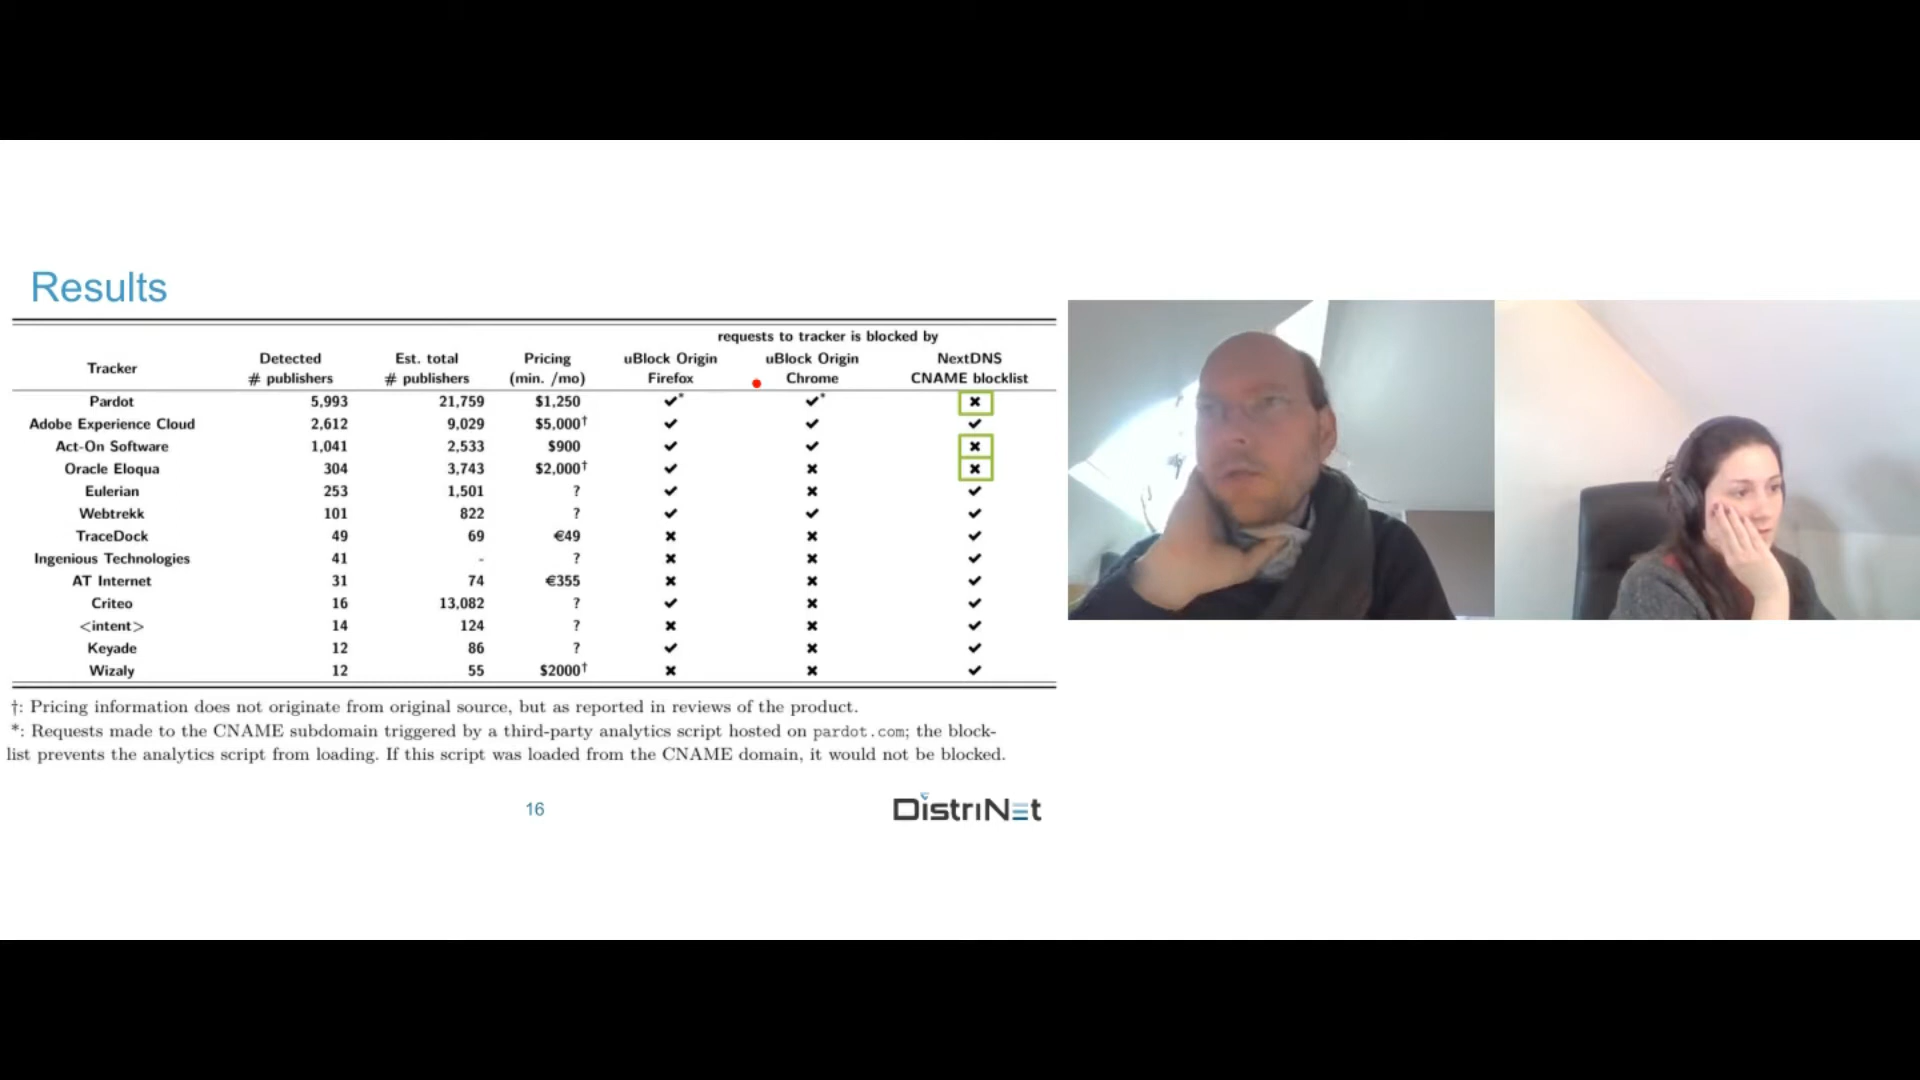 Results
requests to tracker is blocked by
Tracker Detected # publishers Est. total # publishers Pricing (min. /mo) uBlock Origin Firefox uBlock Origin Chrome NextDNS CNAME blocklist
Pardot 5,993 21,759 $1,250 ✔* ✔* ✖
Adobe Experience Cloud 2,612 9,029 $5,000† ✔ ✔ ✔
Act-On Software 1,041 2,533 $900 ✔ ✔ ✖
Oracle Eloqua 304 3,743 $2,000† ✔ ✖ ✖
Eulerian 253 1,501 ? ✔ ✖ ✔
Webtrekk 101 822 ? ✔ ✔ ✔
TraceDock 49 69 €49 ✖ ✖ ✔
Ingenious Technologies 41 - ? ✖ ✖ ✔
AT Internet 31 74 €355 ✖ ✖ ✔
Criteo 16 13,082 ? ✔ ✖ ✔
<intent> 14 124 ? ✖ ✖ ✔
Keyade 12 86 ? ✔ ✖ ✔
Wizaly 12 55 $2000† ✖ ✖ ✔
†: Pricing information does not originate from original source, but as reported in reviews of the product.
*: Requests made to the CNAME subdomain triggered by a third-party analytics script hosted on pardot.com; the block-
list prevents the analytics script from loading. If this script was loaded from the CNAME domain, it would not be blocked.
16
DistriNet